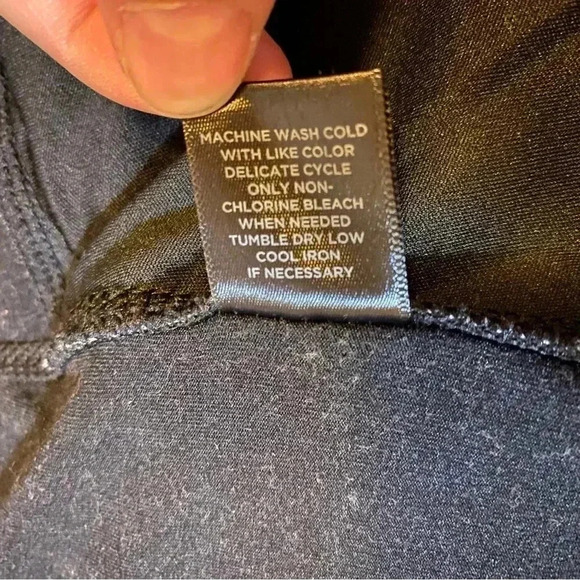 MACHINE WASH COLD
WITH LIKE COLOR
DELICATE CYCLE
ONLY NON-
CHLORINE BLEACH
WHEN NEEDED
TUMBLE DRY LOW
COOL IRON
IF NECESSARY